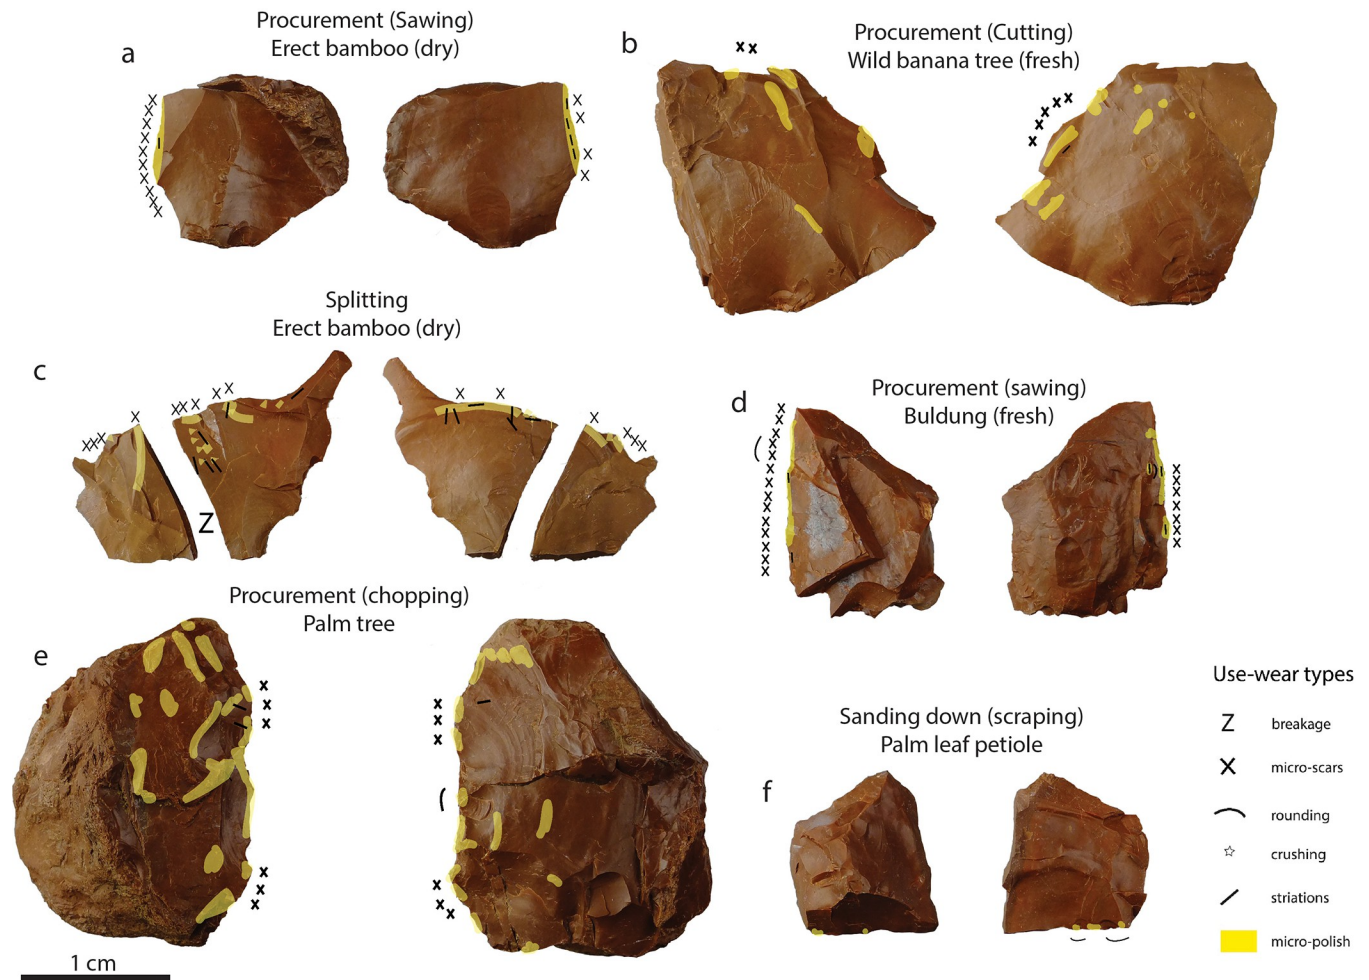 Procurement (Sawing)
Erect bamboo (dry)
a
b
Procurement (Cutting)
Wild banana tree (fresh)
Splitting
Erect bamboo (dry)
c
Z
d
Procurement (sawing)
Buldung (fresh)
Procurement (chopping)
Palm tree
e
1 cm
Sanding down (scraping)
Palm leaf petiole
f
Use-wear types
Z breakage
X micro-scars
rounding
crushing
striations
micro-polish